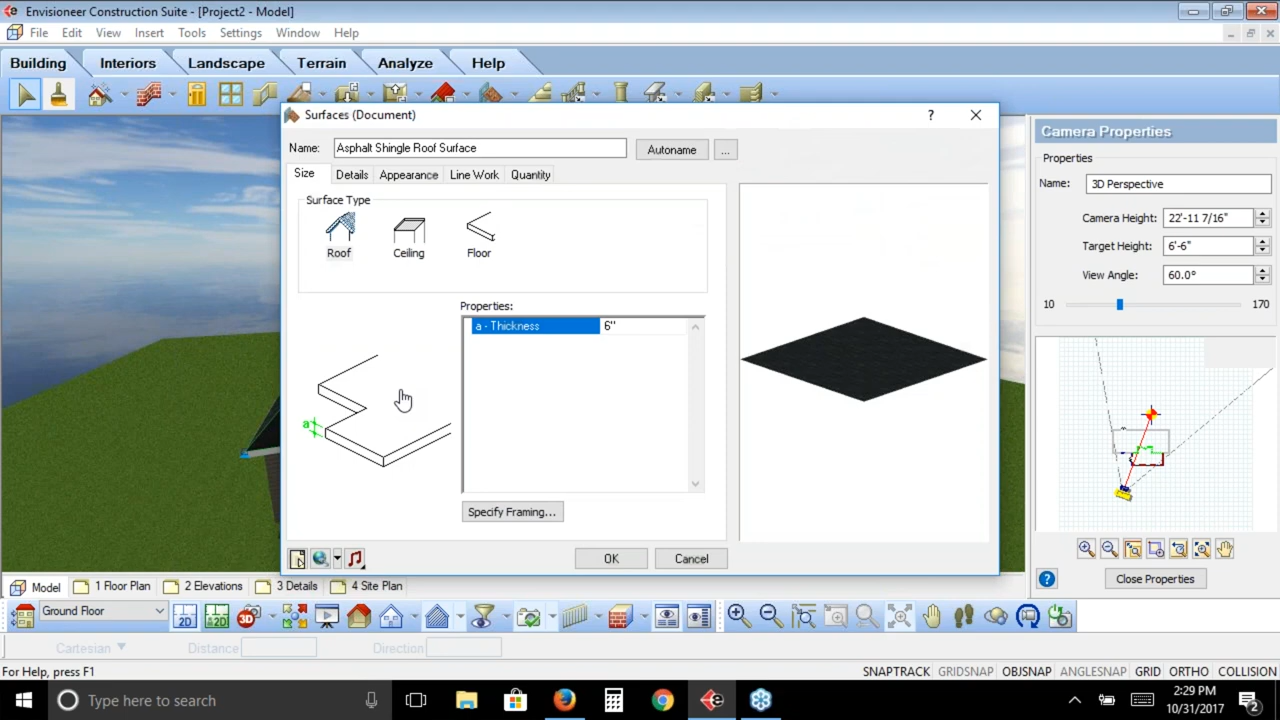 Envisioneer Construction Suite - [Project2 - Model]
File Edit View Insert Tools Settings Window Help
Building Interiors Landscape Terrain Analyze Help
Surfaces (Document) ?
Name: Asphalt Shingle Roof Surface Autoname ...
Size Details Appearance Line Work Quantity
Surface Type
Roof Ceiling Floor
Properties:
a - Thickness 6"
a
Specify Framing...
OK Cancel
Camera Properties
Properties
Name: 3D Perspective
Camera Height: 22'-11 7/16"
Target Height: 6'-6"
View Angle: 60.0°
10 170
? Close Properties
Model 1 Floor Plan 2 Elevations 3 Details 4 Site Plan
Ground Floor 2D &2D 3D
Cartesian Distance Direction
For Help, press F1 SNAPTRACK GRIDSNAP OBJSNAP ANGLESNAP GRID ORTHO COLLISION
Type here to search 2:29 PM
10/31/2017 2